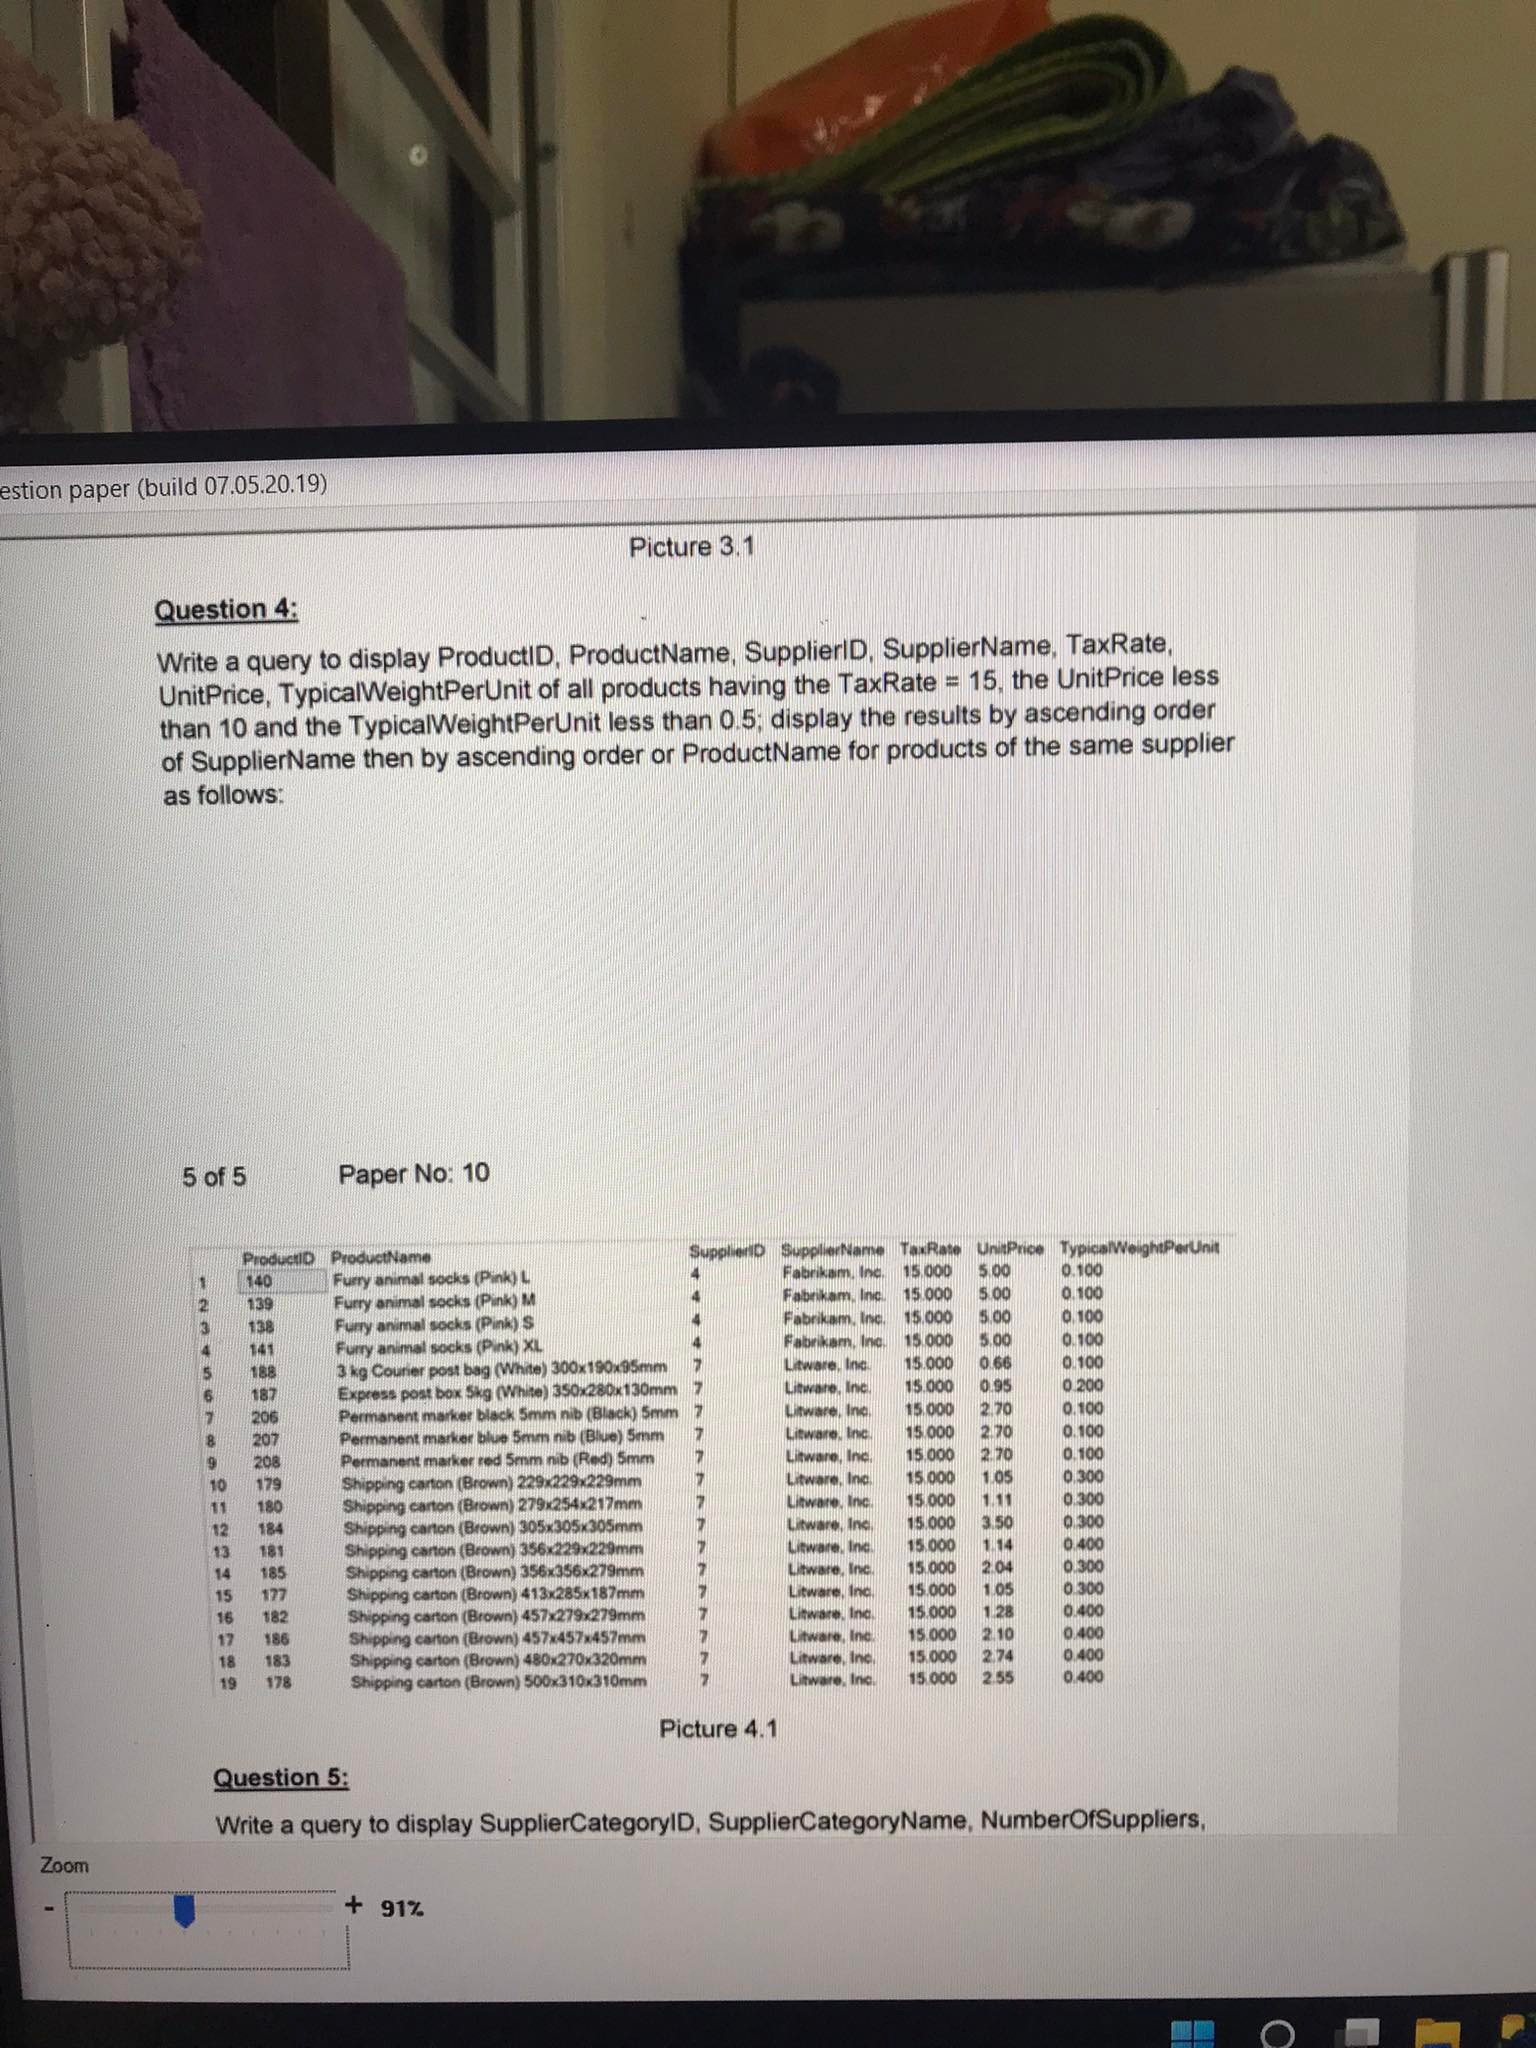 estion paper (build 07.05.20.19)
Picture 3.1
Question 4:
Write a query to display ProductID, ProductName, SupplierID, SupplierName, TaxRate,
UnitPrice, TypicalWeightPerUnit of all products having the TaxRate = 15, the UnitPrice less
than 10 and the TypicalWeightPerUnit less than 0.5; display the results by ascending order
of SupplierName then by ascending order or ProductName for products of the same supplier
as follows:
5 of 5 Paper No: 10
ProductID ProductName SupplierID SupplierName TaxRate UnitPrice TypicalWeightPerUnit
1 140 Furry animal socks (Pink) L 4 Fabrikam, Inc. 15.000 5.00 0.100
2 139 Furry animal socks (Pink) M 4 Fabrikam, Inc. 15.000 5.00 0.100
3 138 Furry animal socks (Pink) S 4 Fabrikam, Inc. 15.000 5.00 0.100
4 141 Furry animal socks (Pink) XL 4 Fabrikam, Inc. 15.000 5.00 0.100
5 188 3 kg Courier post bag (White) 300x190x95mm 7 Litware, Inc. 15.000 0.66 0.100
6 187 Express post box 5kg (White) 350x280x130mm 7 Litware, Inc. 15.000 0.95 0.200
7 206 Permanent marker black 5mm nib (Black) 5mm 7 Litware, Inc. 15.000 2.70 0.100
8 207 Permanent marker blue 5mm nib (Blue) 5mm 7 Litware, Inc. 15.000 2.70 0.100
9 208 Permanent marker red 5mm nib (Red) 5mm 7 Litware, Inc. 15.000 2.70 0.100
10 179 Shipping carton (Brown) 229x229x229mm 7 Litware, Inc. 15.000 1.05 0.300
11 180 Shipping carton (Brown) 279x254x217mm 7 Litware, Inc. 15.000 1.11 0.300
12 184 Shipping carton (Brown) 305x305x305mm 7 Litware, Inc. 15.000 3.50 0.300
13 181 Shipping carton (Brown) 356x229x229mm 7 Litware, Inc. 15.000 1.14 0.400
14 185 Shipping carton (Brown) 356x356x279mm 7 Litware, Inc. 15.000 2.04 0.300
15 177 Shipping carton (Brown) 413x285x187mm 7 Litware, Inc. 15.000 1.05 0.300
16 182 Shipping carton (Brown) 457x279x279mm 7 Litware, Inc. 15.000 1.28 0.400
17 186 Shipping carton (Brown) 457x457x457mm 7 Litware, Inc. 15.000 2.10 0.400
18 183 Shipping carton (Brown) 480x270x320mm 7 Litware, Inc. 15.000 2.74 0.400
19 178 Shipping carton (Brown) 500x310x310mm 7 Litware, Inc. 15.000 2.55 0.400
Picture 4.1
Question 5:
Write a query to display SupplierCategoryID, SupplierCategoryName, NumberOfSuppliers,
Zoom
- + 91%